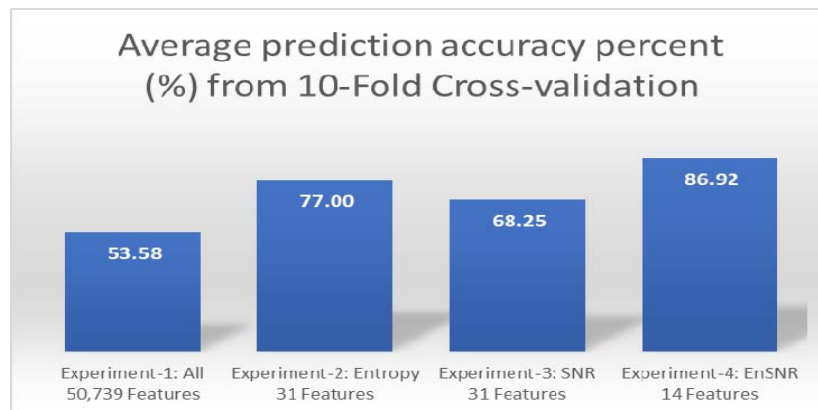 Average prediction accuracy percent
(%) from 10-Fold Cross-validation
53.58
77.00
68.25
86.92
Experiment-1: All
50,739 Features
Experiment-2: Entropy
31 Features
Experiment-3: SNR
31 Features
Experiment-4: EnSNR
14 Features